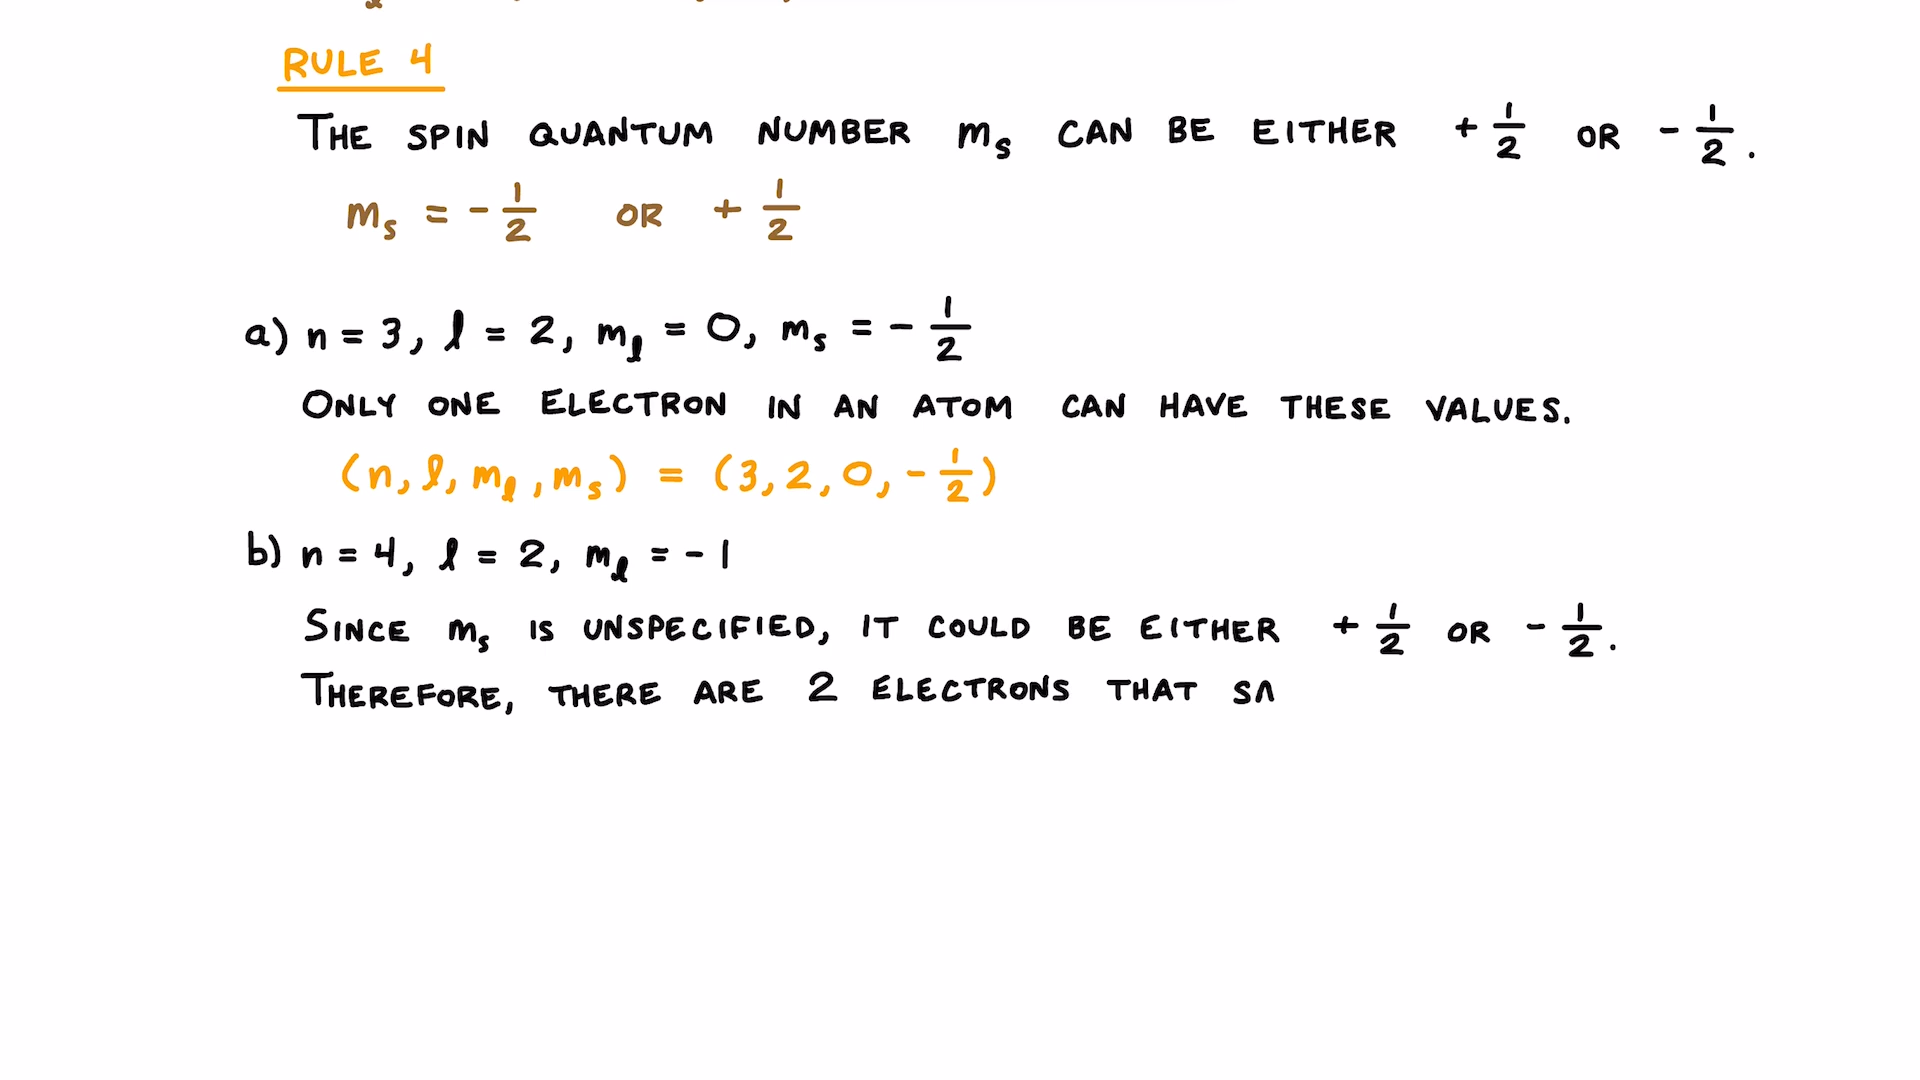 RULE 4
THE SPIN QUANTUM NUMBER mₛ CAN BE EITHER + 1/2 OR - 1/2.
mₛ = - 1/2 OR + 1/2
a) n = 3, l = 2, mₗ = 0, mₛ = - 1/2
ONLY ONE ELECTRON IN AN ATOM CAN HAVE THESE VALUES.
(n, l, mₗ, mₛ) = (3, 2, 0, - 1/2)
b) n = 4, l = 2, mₗ = - 1
SINCE mₛ IS UNSPECIFIED, IT COULD BE EITHER + 1/2 OR - 1/2.
THEREFORE, THERE ARE 2 ELECTRONS THAT